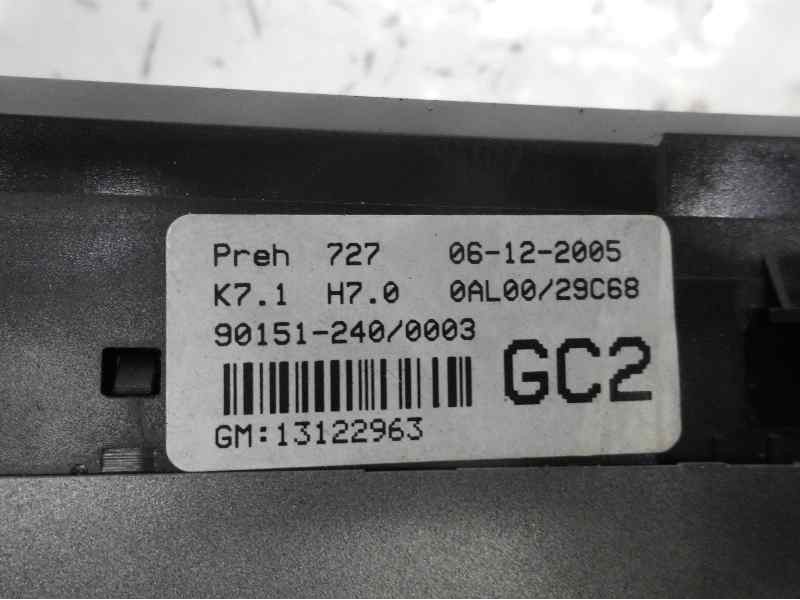 Preh 727 06-12-2005
K7.1 H7.0 0AL00/29C68
90151-240/0003
GC2
GM:13122963